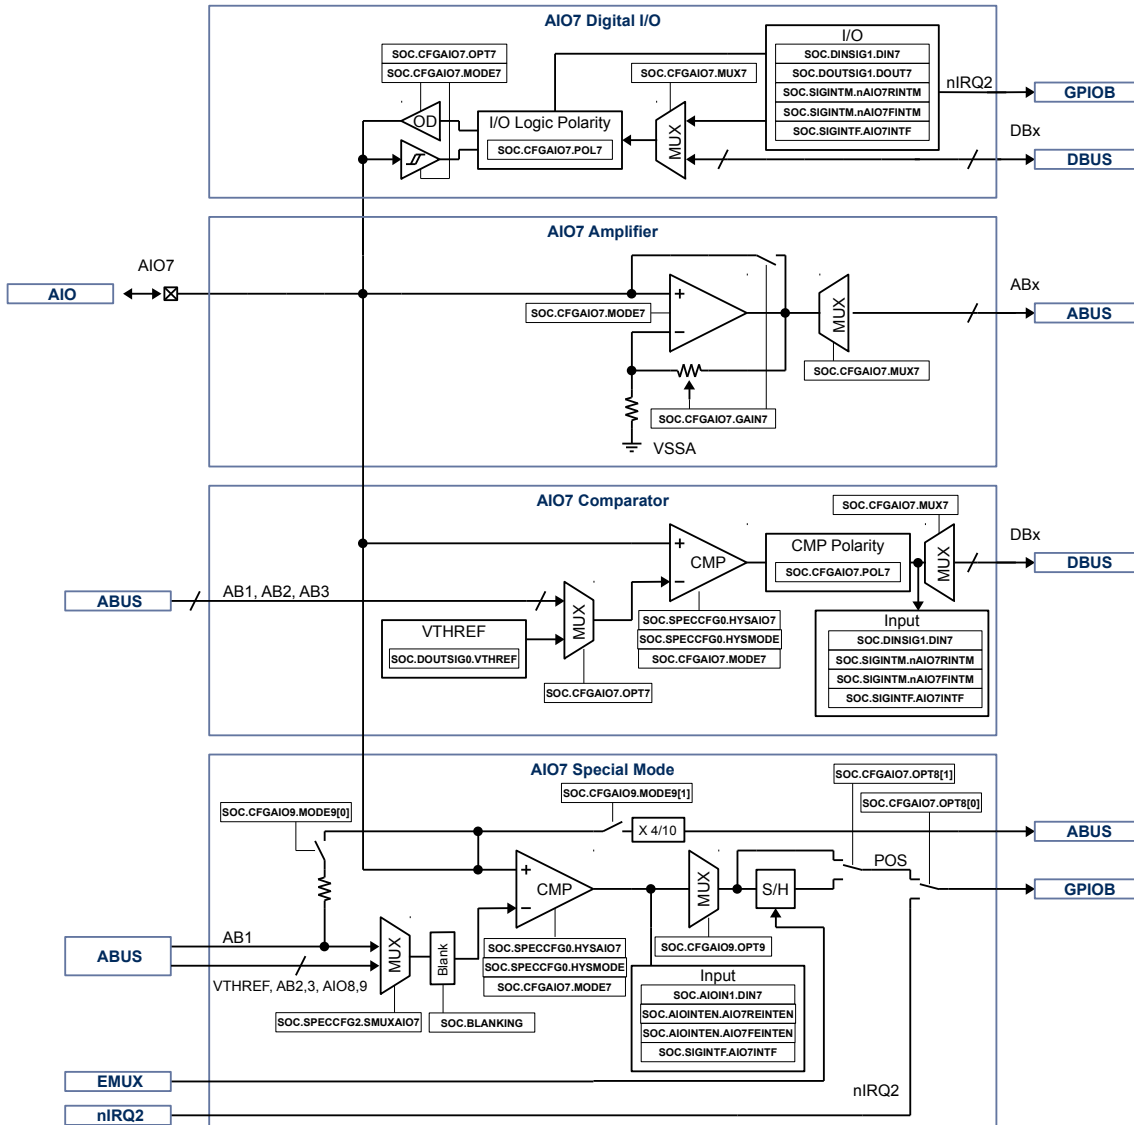 AIO7 Digital I/O
SOC.CFGAIO7.OPT7
SOC.CFGAIO7.MODE7
OD
I/O Logic Polarity
SOC.CFGAIO7.POL7
SOC.CFGAIO7.MUX7
MUX
I/O
SOC.DINSIG1.DIN7
SOC.DOUTSIG1.DOUT7
SOC.SIGINTM.nAIO7RINTM
SOC.SIGINTM.nAIO7FINTM
SOC.SIGINTF.AIO7INTF
nIRQ2
GPIOB
DBx
DBUS
AIO7 Amplifier
AIO
AIO7
SOC.CFGAIO7.MODE7
+
−
MUX
SOC.CFGAIO7.MUX7
SOC.CFGAIO7.GAIN7
VSSA
ABx
ABUS
AIO7 Comparator
ABUS
AB1, AB2, AB3
VTHREF
SOC.DOUTSIG0.VTHREF
MUX
SOC.CFGAIO7.OPT7
+
−
CMP
SOC.SPECCFG0.HYSAIO7
SOC.SPECCFG0.HYSMODE
SOC.CFGAIO7.MODE7
CMP Polarity
SOC.CFGAIO7.POL7
SOC.CFGAIO7.MUX7
MUX
DBx
DBUS
Input
SOC.DINSIG1.DIN7
SOC.SIGINTM.nAIO7RINTM
SOC.SIGINTM.nAIO7FINTM
SOC.SIGINTF.AIO7INTF
AIO7 Special Mode
SOC.CFGAIO9.MODE9[0]
SOC.CFGAIO9.MODE9[1]
X 4/10
SOC.CFGAIO7.OPT8[1]
SOC.CFGAIO7.OPT8[0]
ABUS
POS
GPIOB
+
−
CMP
MUX
S/H
SOC.CFGAIO9.OPT9
ABUS
AB1
VTHREF, AB2,3, AIO8,9
MUX
Blank
SOC.SPECCFG2.SMUXAIO7
SOC.BLANKING
SOC.SPECCFG0.HYSAIO7
SOC.SPECCFG0.HYSMODE
SOC.CFGAIO7.MODE7
Input
SOC.AIOIN1.DIN7
SOC.AIOINTEN.AIO7REINTEN
SOC.AIOINTEN.AIO7FEINTEN
SOC.SIGINTF.AIO7INTF
EMUX
nIRQ2
nIRQ2